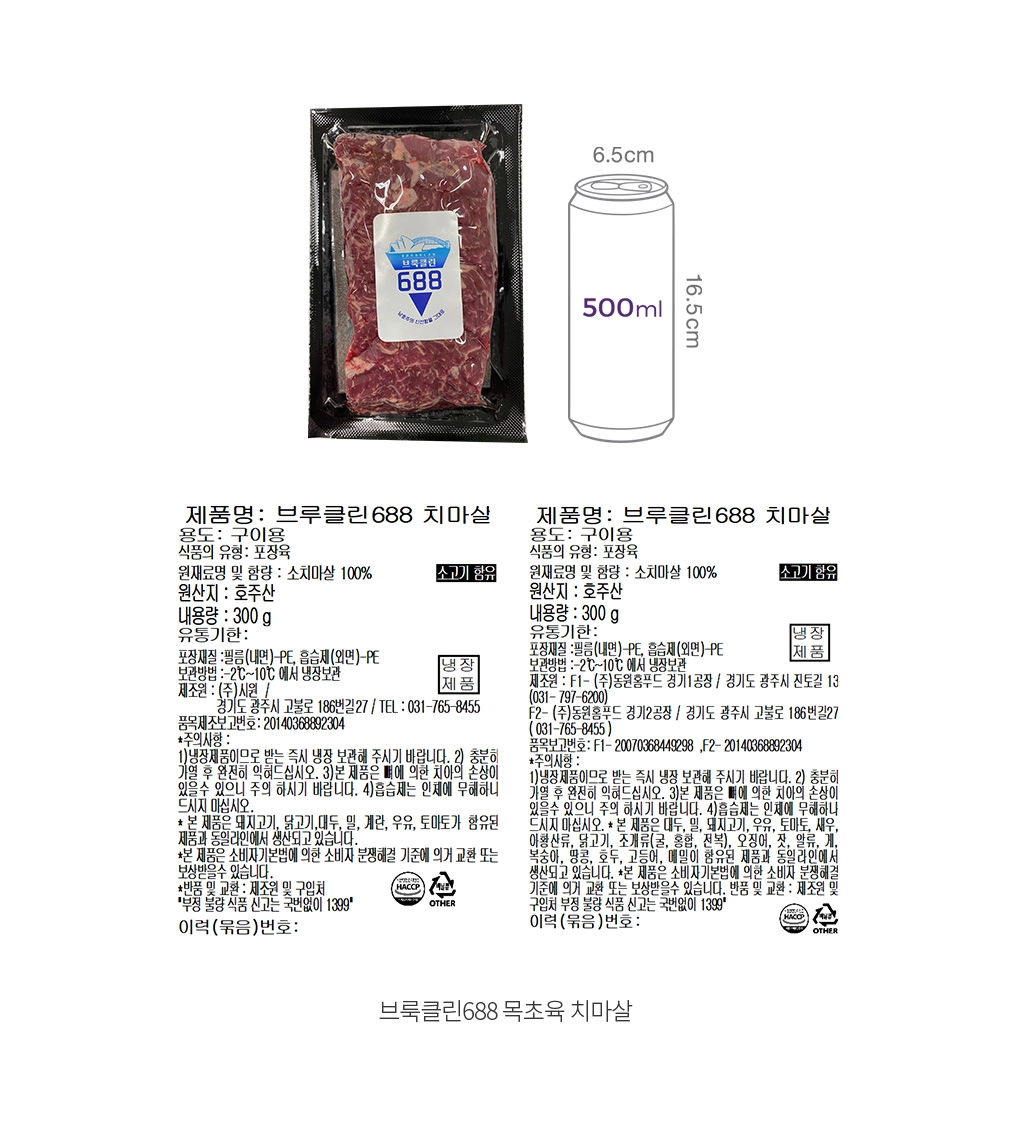 6.5cm
브룩클린
688
남호주의 단면함을 그대로
500ml
16.5cm
제품명: 브루클린688 치마살
용도: 구이용
식품의 유형: 포장육
원재료명 및 함량 : 소치마살 100%
소고기 함유
원산지 : 호주산
내용량 : 300 g
유통기한:
포장재질 :필름(내면)-PE, 흡습제(외면)-PE
보관방법 :-2℃~10℃ 에서 냉장보관
냉장
제품
제조원 : (주)시원 /
경기도 광주시 고불로 186번길27 / TEL : 031-765-8455
품목제조보고번호: 20140368892304
*주의사항 :
1)냉장제품이므로 받는 즉시 냉장 보관해 주시기 바랍니다. 2) 충분히
가열 후 완전히 익혀드십시오. 3)본 제품은 뼈에 의한 치아의 손상이
있을수 있으니 주의 하시기 바랍니다. 4)흡습제는 인체에 무해하나
드시지 마십시오.
* 본 제품은 돼지고기, 닭고기,대두, 밀, 계란, 우유, 토마토가 함유된
제품과 동일라인에서 생산되고 있습니다.
*본 제품은 소비자기본법에 의한 소비자 분쟁해결 기준에 의거 교환 또는
보상받을수 있습니다.
*반품 및 교환 : 제조원 및 구입처
"부정 불량 식품 신고는 국번없이 1399"
HACCP
OTHER
이력(묶음)번호:
제품명: 브루클린688 치마살
용도: 구이용
식품의 유형: 포장육
원재료명 및 함량 : 소치마살 100%
소고기 함유
원산지 : 호주산
내용량 : 300 g
유통기한:
냉장
제품
포장재질 :필름(내면)-PE, 흡습제(외면)-PE
보관방법 :-2℃~10℃ 에서 냉장보관
제조원 : F1- (주)동원홈푸드 경기1공장 / 경기도 광주시 진토길 13
(031- 797-6200)
F2- (주)동원홈푸드 경기2공장 / 경기도 광주시 고불로 186번길27
( 031-765-8455 )
품목보고번호: F1- 20070368449298 ,F2- 20140368892304
*주의사항 :
1)냉장제품이므로 받는 즉시 냉장 보관해 주시기 바랍니다. 2) 충분히
가열 후 완전히 익혀드십시오. 3)본 제품은 뼈에 의한 치아의 손상이
있을수 있으니 주의 하시기 바랍니다. 4)흡습제는 인체에 무해하나
드시지 마십시오. * 본 제품은 대두, 밀, 돼지고기, 우유, 토마토, 새우,
아황산류, 닭고기, 조개류(굴, 홍합, 전복), 오징어, 잣, 알류, 게,
복숭아, 땅콩, 호두, 고등어, 메밀이 함유된 제품과 동일라인에서
생산되고 있습니다. *본 제품은 소비자기본법에 의한 소비자 분쟁해결
기준에 의거 교환 또는 보상받을수 있습니다. 반품 및 교환 : 제조원 및
구입처 부정 불량 식품 신고는 국번없이 1399"
HACCP
OTHER
이력(묶음)번호:
브룩클린688 목초육 치마살